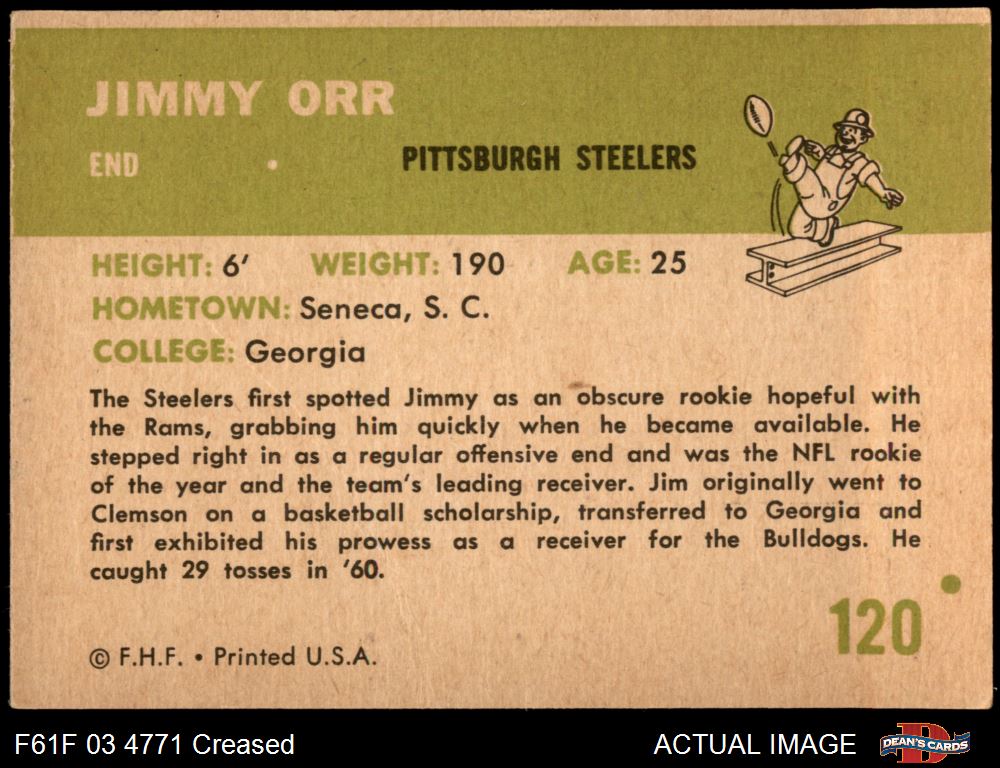 JIMMY ORR
END • PITTSBURGH STEELERS
HEIGHT: 6′ WEIGHT: 190 AGE: 25
HOMETOWN: Seneca, S. C.
COLLEGE: Georgia
The Steelers first spotted Jimmy as an obscure rookie hopeful with
the Rams, grabbing him quickly when he became available. He
stepped right in as a regular offensive end and was the NFL rookie
of the year and the team's leading receiver. Jim originally went to
Clemson on a basketball scholarship, transferred to Georgia and
first exhibited his prowess as a receiver for the Bulldogs. He
caught 29 tosses in '60.
120
© F.H.F. • Printed U.S.A.
F61F 03 4771 Creased
ACTUAL IMAGE
D
DEAN'S CARDS